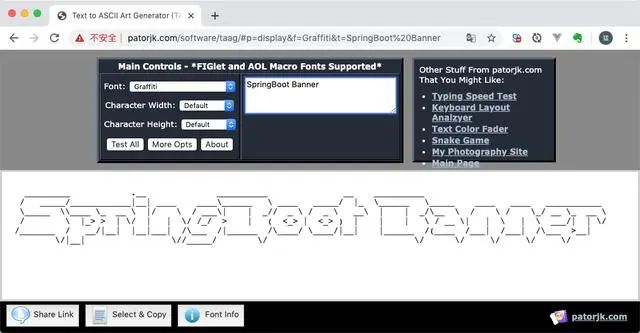 Text to ASCII Art Generator (TA
不安全 | patorjk.com/software/taag/#p=display&f=Graffiti&t=SpringBoot%20Banner
Main Controls - *FIGlet and AOL Macro Fonts Supported*
Font: Graffiti
Character Width: Default
Character Height: Default
Test All
More Opts
About
SpringBoot Banner
Other Stuff From patorjk.com
That You Might Like:
• Typing Speed Test
• Keyboard Layout
Analzyer
• Text Color Fader
• Snake Game
• My Photography Site
• Main Page
SpringBoot Banner
Share Link
Select & Copy
Font Info
patorjk.com